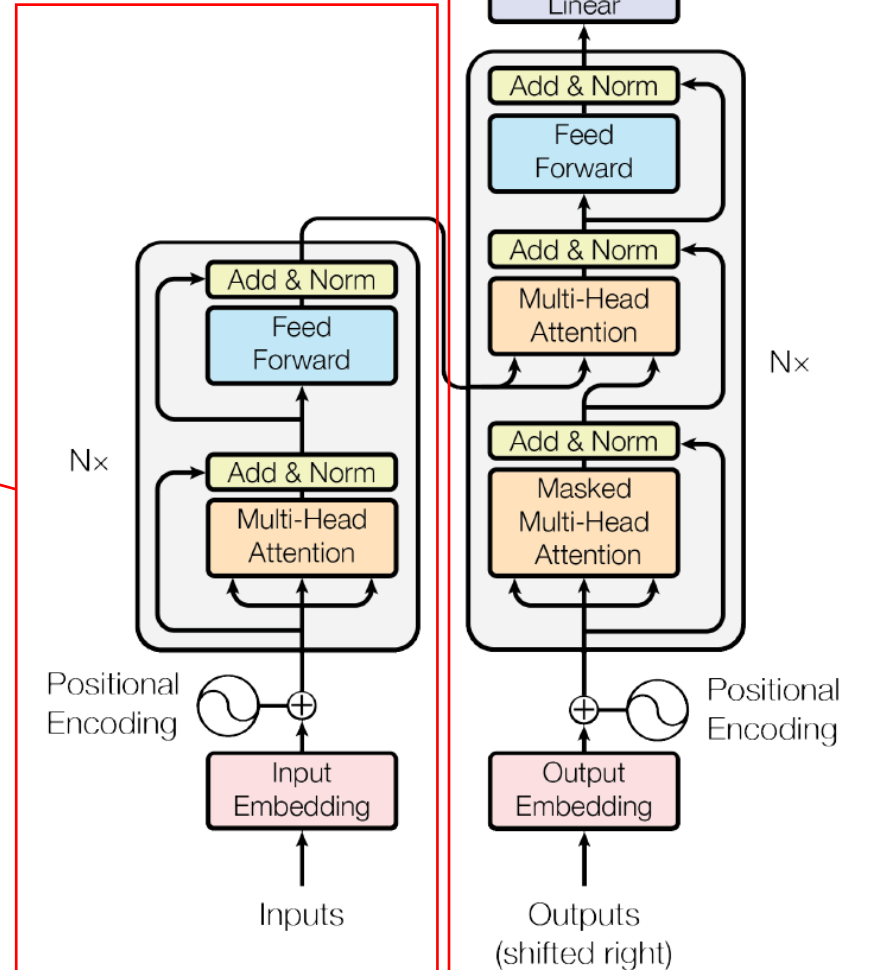 Linear
Add & Norm
Feed
Forward
Add & Norm
Multi-Head
Attention
Nx
Add & Norm
Masked
Multi-Head
Attention
Add & Norm
Feed
Forward
Nx
Add & Norm
Multi-Head
Attention
Positional
Encoding
Positional
Encoding
Input
Embedding
Output
Embedding
Inputs
Outputs
(shifted right)